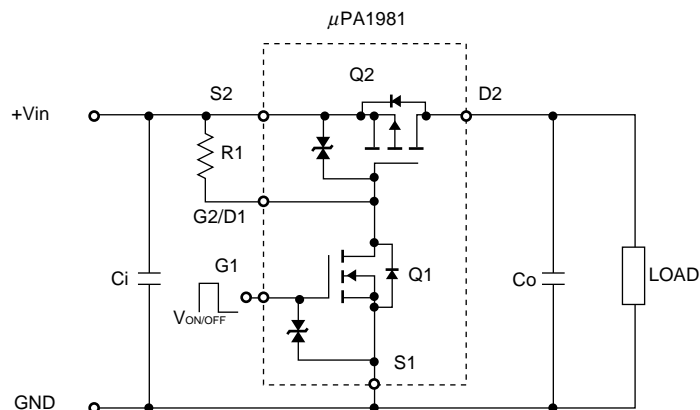 μPA1981
Q2
S2
D2
+Vin
R1
G2/D1
G1
Ci
Q1
Co
LOAD
VON/OFF
S1
GND